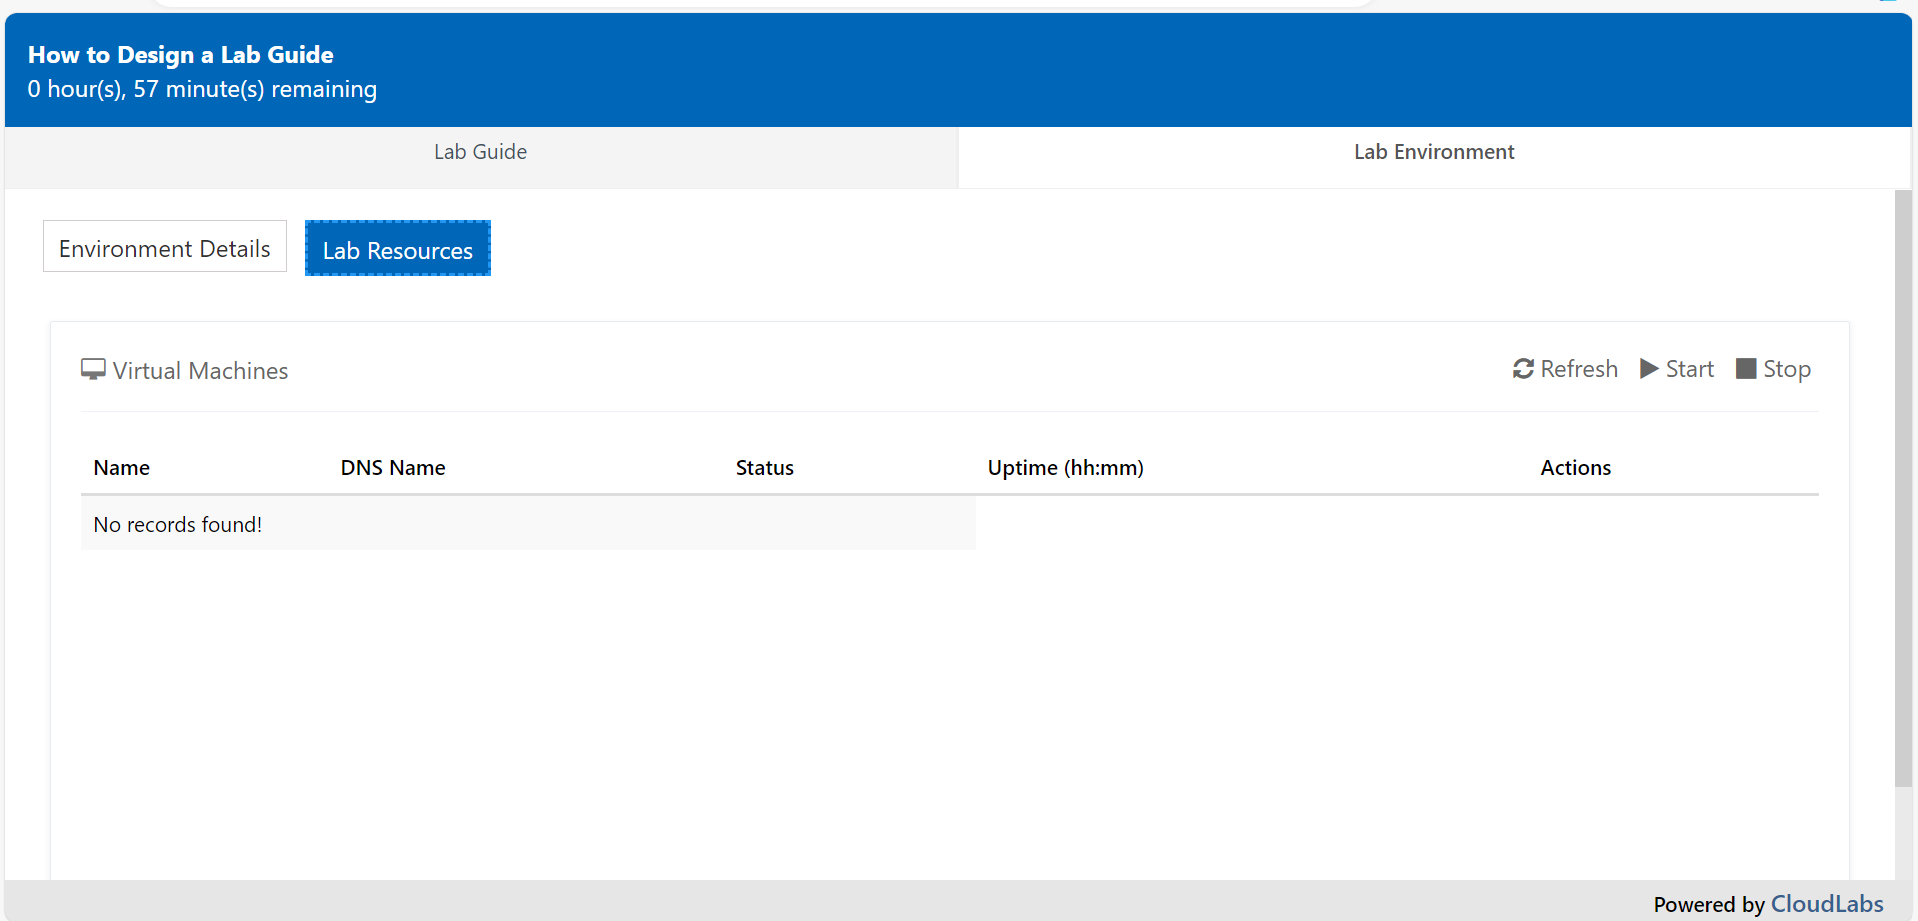 How to Design a Lab Guide
0 hour(s), 57 minute(s) remaining
Lab Guide
Lab Environment
Environment Details
Lab Resources
Virtual Machines
Refresh
Start
Stop
Name
DNS Name
Status
Uptime (hh:mm)
Actions
No records found!
Powered by CloudLabs